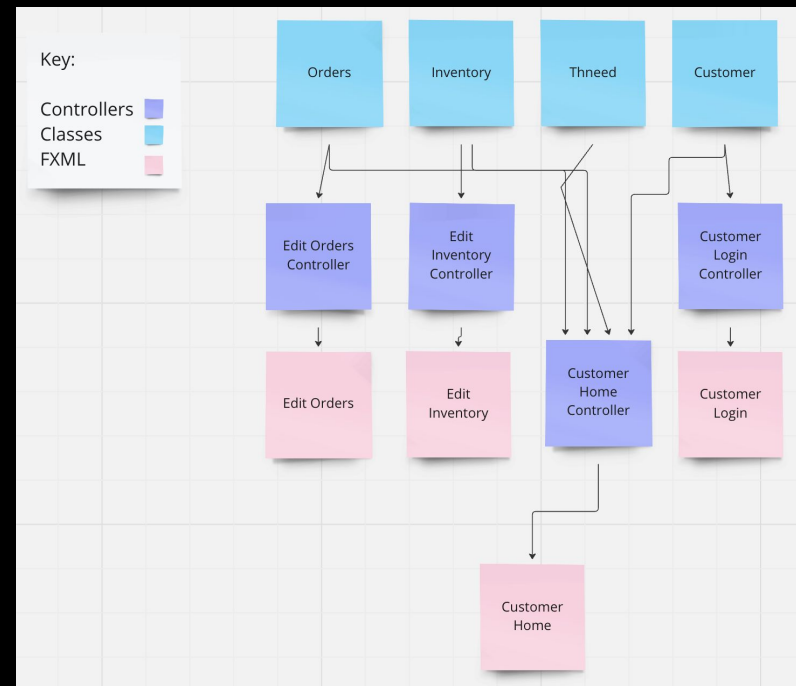 Key:
Controllers
Classes
FXML
Orders
Inventory
Thneed
Customer
Edit Orders
Controller
Edit
Inventory
Controller
Customer
Login
Controller
Edit Orders
Edit
Inventory
Customer
Home
Controller
Customer
Login
Customer
Home